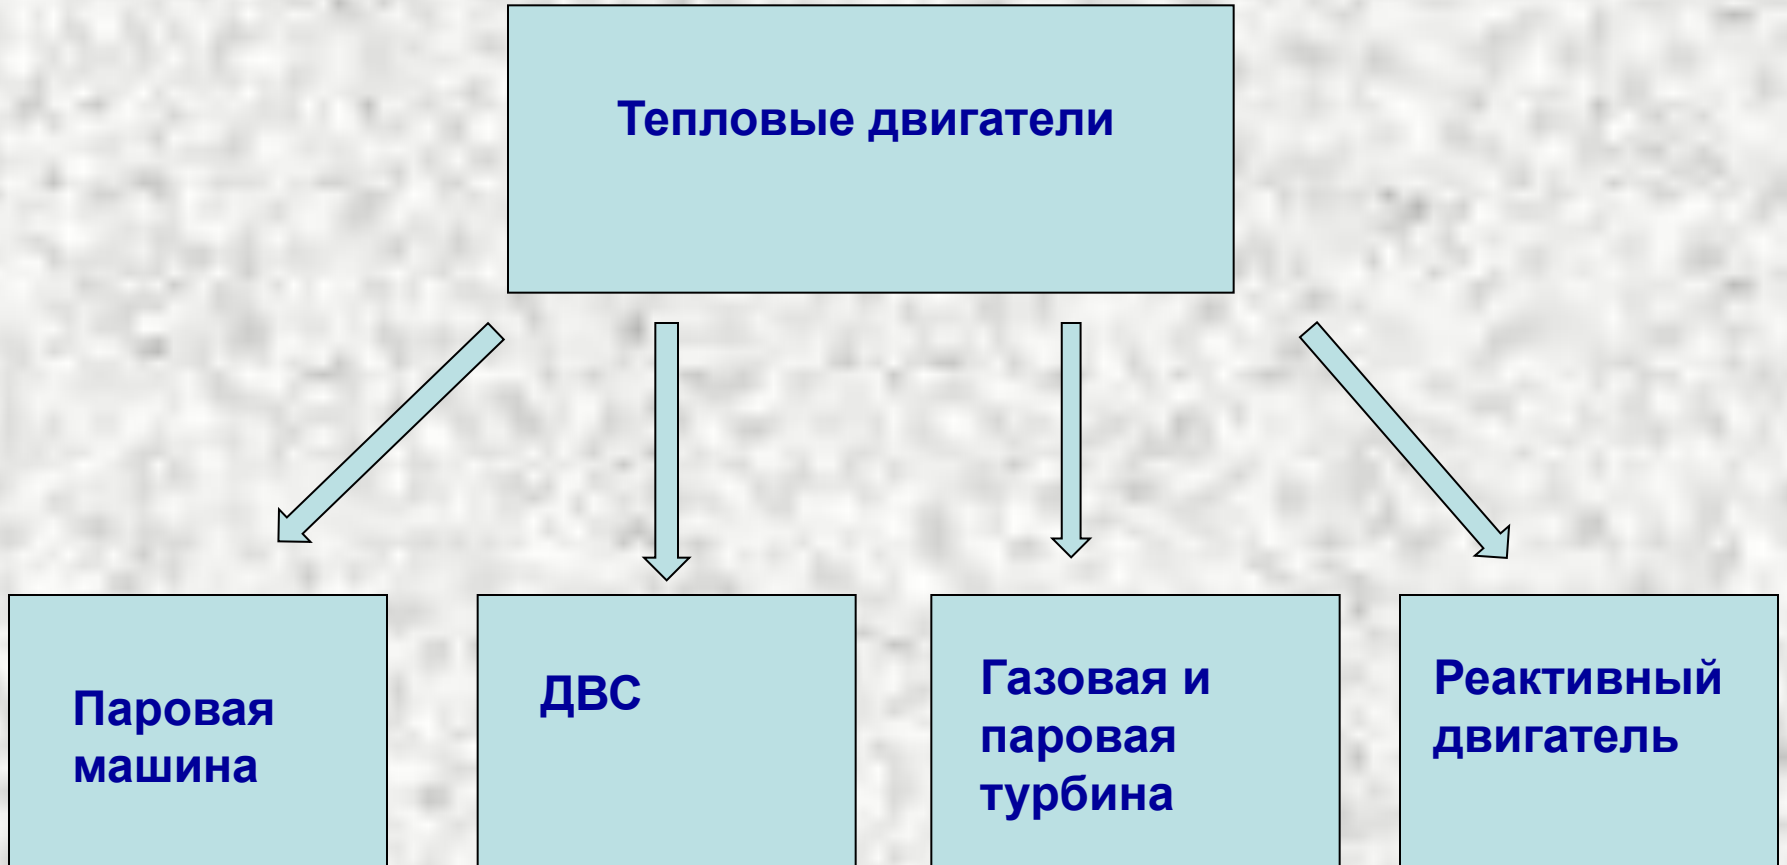 Тепловые двигатели
Паровая
машина
ДВС
Газовая и
паровая
турбина
Реактивный
двигатель